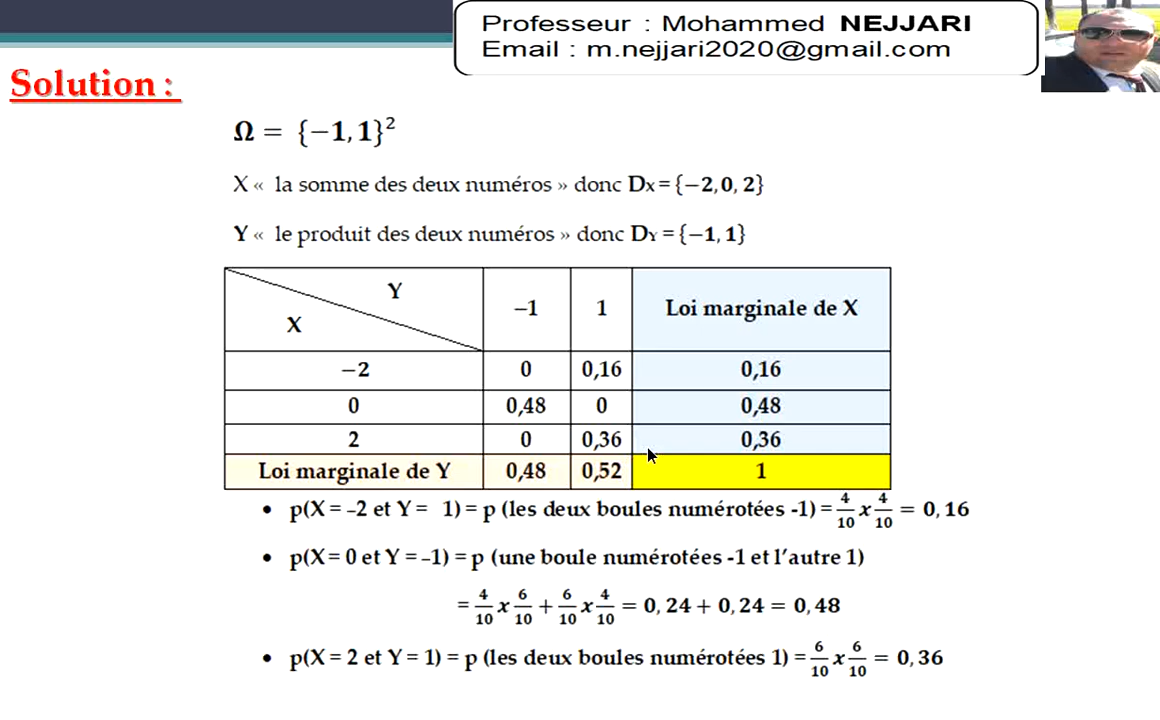 Professeur : Mohammed NEJJARI
Email : m.nejjari2020@gmail.com
Solution :
Ω = {−1, 1}²
X « la somme des deux numéros » donc Dx = {−2, 0, 2}
Y « le produit des deux numéros » donc DY = {−1, 1}
Y
X
−1
1
Loi marginale de X
−2
0
0,16
0,16
0
0,48
0
0,48
2
0
0,36
0,36
Loi marginale de Y
0,48
0,52
1
• p(X = −2 et Y = 1) = p (les deux boules numérotées -1) = 4/10 x 4/10 = 0, 16
• p(X = 0 et Y = −1) = p (une boule numérotées -1 et l’autre 1)
= 4/10 x 6/10 + 6/10 x 4/10 = 0, 24 + 0, 24 = 0, 48
• p(X = 2 et Y = 1) = p (les deux boules numérotées 1) = 6/10 x 6/10 = 0, 36